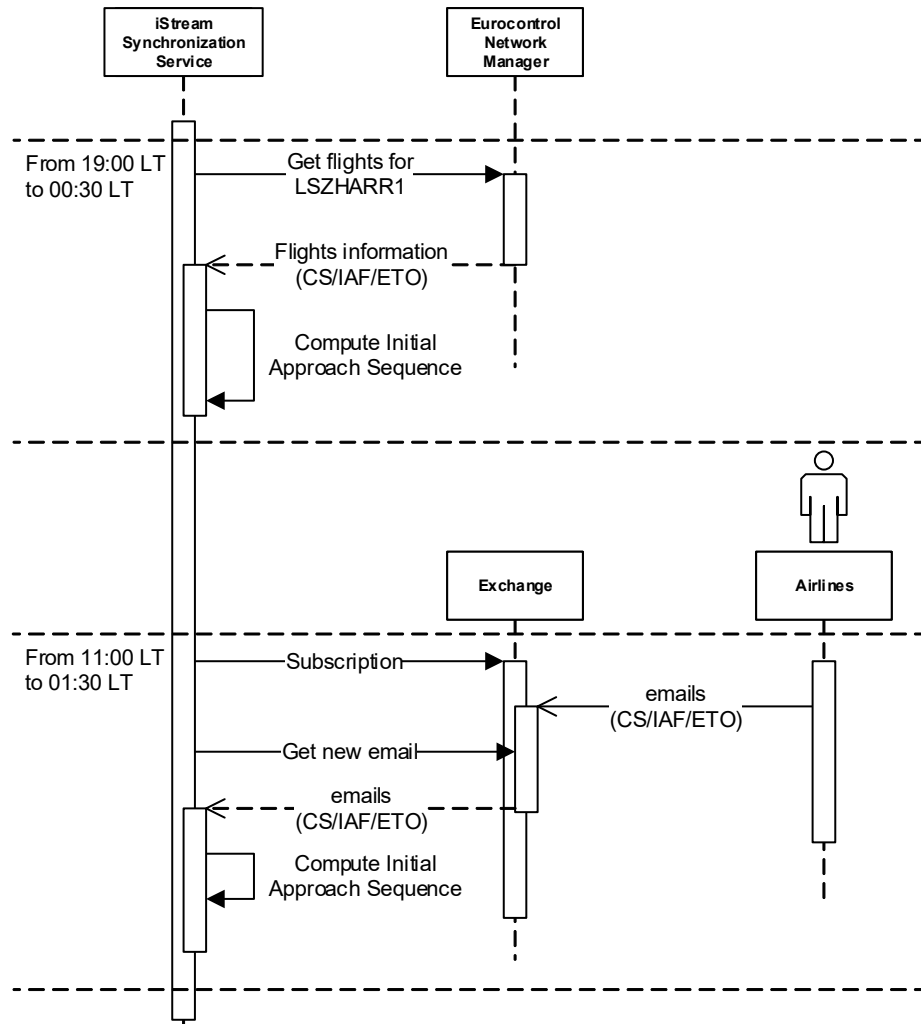 iStream
Synchronization
Service
Eurocontrol
Network
Manager
From 19:00 LT
to 00:30 LT
Get flights for
LSZHARR1
Flights information
(CS/IAF/ETO)
Compute Initial
Approach Sequence
Exchange
Airlines
From 11:00 LT
to 01:30 LT
Subscription
emails
(CS/IAF/ETO)
Get new email
emails
(CS/IAF/ETO)
Compute Initial
Approach Sequence